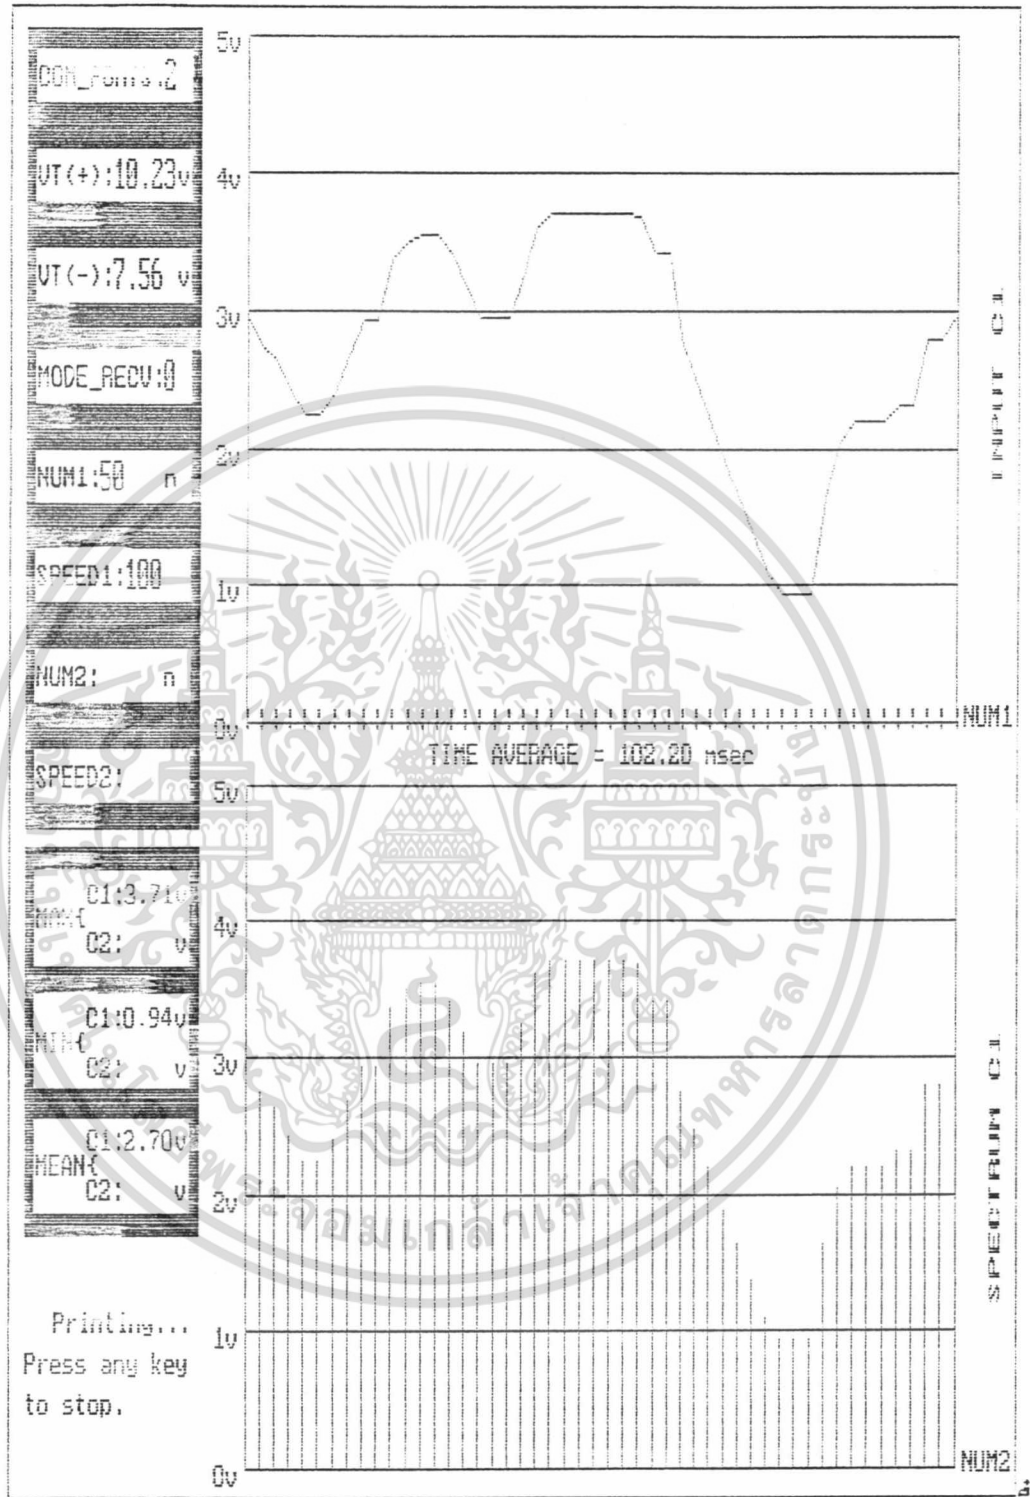 COM_PORTS:2
VT(+):10.23v
VT(-):7.56 v
MODE_RECV:0
NUM1:50 n
SPEED1:100
NUM2: n
SPEED2:
C1:3.71v
MAX{
C2: v
C1:0.94v
MIN{
C2: v
C1:2.70v
MEAN{
C2: v
Printing...
Press any key
to stop.
5v
4v
3v
2v
1v
0v
INPUT C1
NUM1
TIME AVERAGE = 102.20 msec
5v
4v
3v
2v
1v
0v
SPECTRUM C1
NUM2